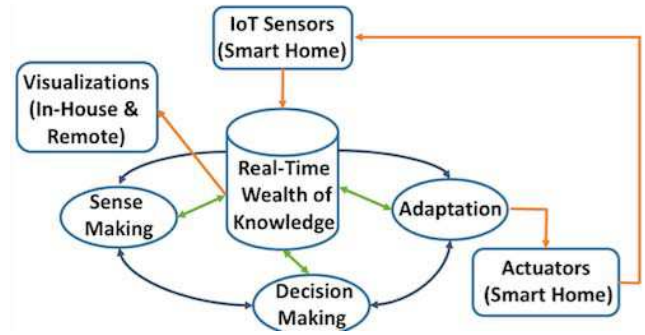 IoT Sensors
(Smart Home)
Visualizations
(In-House &
Remote)
Real-Time
Wealth of
Knowledge
Sense
Making
Adaptation
Decision
Making
Actuators
(Smart Home)